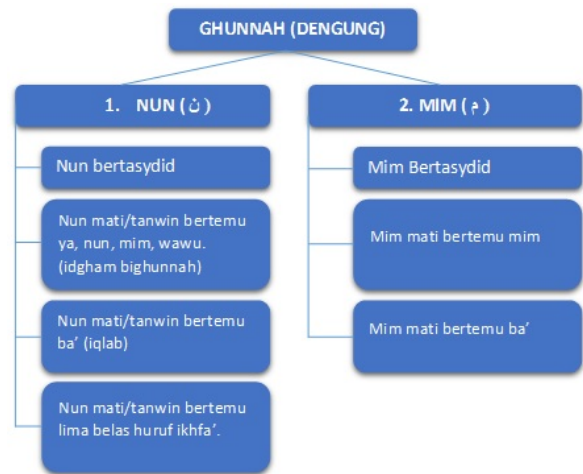 GHUNNAH (DENGUNG)
1. NUN ( ن )
Nun bertasydid
Nun mati/tanwin bertemu
ya, nun, mim, wawu.
(idgham bighunnah)
Nun mati/tanwin bertemu
ba’ (iqlab)
Nun mati/tanwin bertemu
lima belas huruf ikhfa’.
2. MIM ( م )
Mim Bertasydid
Mim mati bertemu mim
Mim mati bertemu ba’